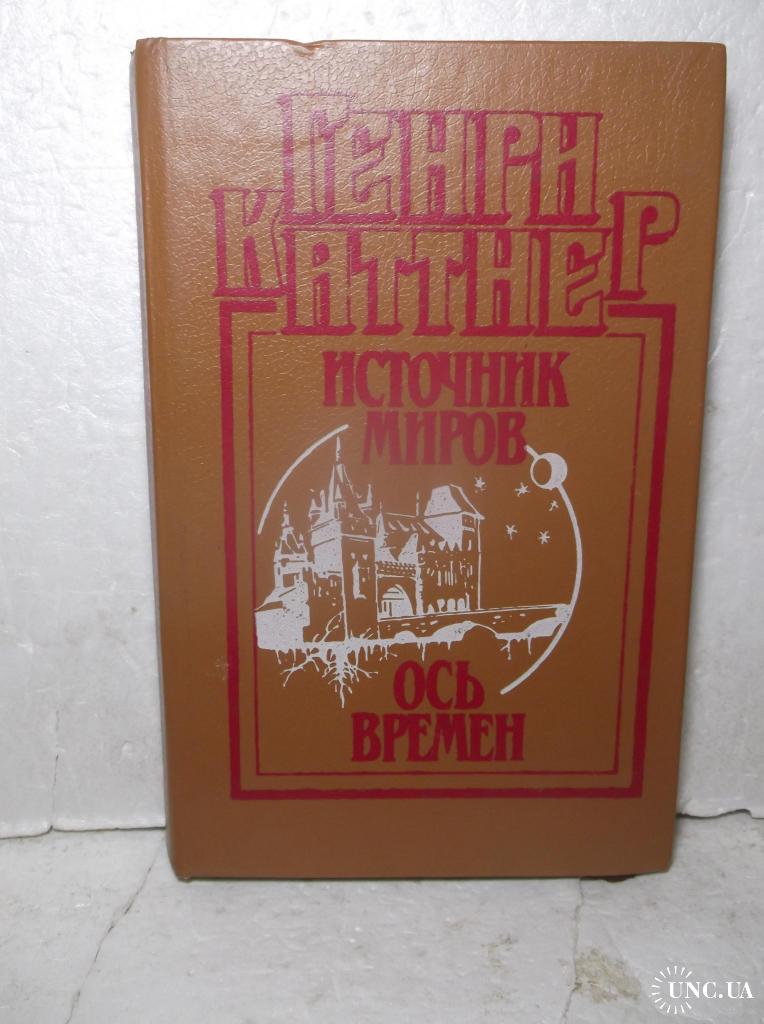 ГЕНРИ
КАТТНЕР
ИСТОЧНИК
МИРОВ
ОСЬ
ВРЕМЕН
UNC.UA